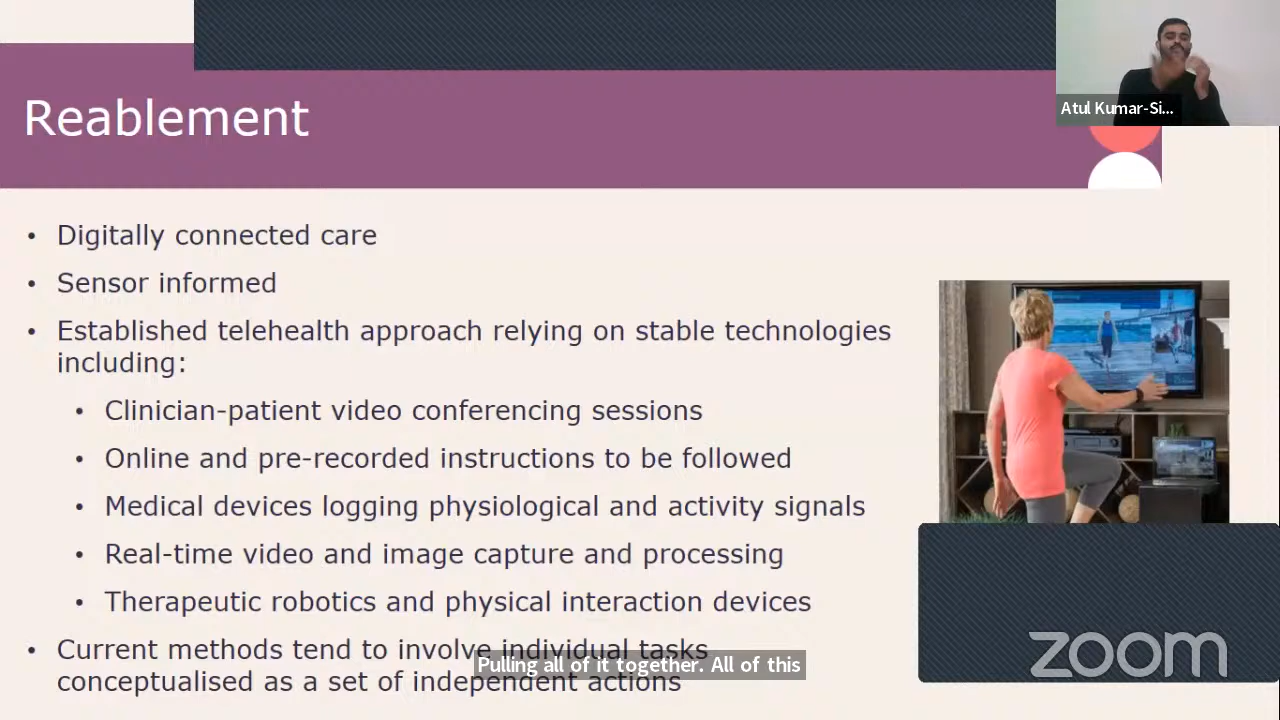 Atul Kumar-Si...
Reablement
• Digitally connected care
• Sensor informed
• Established telehealth approach relying on stable technologies
including:
• Clinician-patient video conferencing sessions
• Online and pre-recorded instructions to be followed
• Medical devices logging physiological and activity signals
• Real-time video and image capture and processing
• Therapeutic robotics and physical interaction devices
• Current methods tend to involve individual tasks
conceptualised as a set of independent actions
Pulling all of it together. All of this
zoom